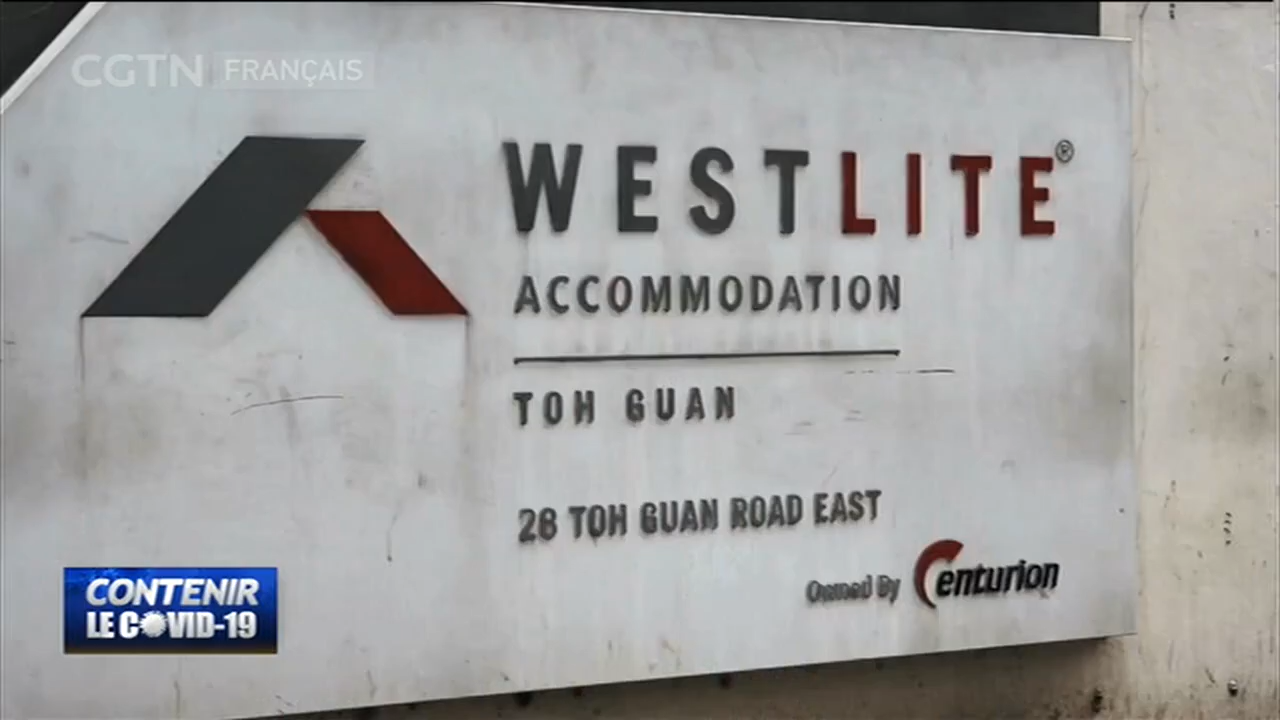 CGTN FRANÇAIS
WESTLITE®
ACCOMMODATION
TOH GUAN
28 TOH GUAN ROAD EAST
Owned By Centurion
CONTENIR
LE COVID-19